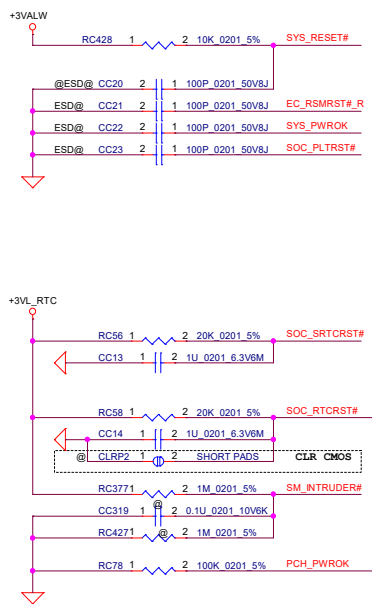 +3VALW
RC428 1 2 10K_0201_5% SYS_RESET#
@ESD@ CC20 2 1 100P_0201_50V8J
ESD@ CC21 2 1 100P_0201_50V8J EC_RSMRST#_R
ESD@ CC22 2 1 100P_0201_50V8J SYS_PWROK
ESD@ CC23 2 1 100P_0201_50V8J SOC_PLTRST#
+3VL_RTC
RC56 1 2 20K_0201_5% SOC_SRTCRST#
CC13 1 2 1U_0201_6.3V6M
RC58 1 2 20K_0201_5% SOC_RTCRST#
CC14 1 2 1U_0201_6.3V6M
@ CLRP2 1 2 SHORT PADS CLR CMOS
RC377 1 2 1M_0201_5% SM_INTRUDER#
@
CC319 1 2 0.1U_0201_10V6K
@
RC427 1 2 1M_0201_5%
RC78 1 2 100K_0201_5% PCH_PWROK